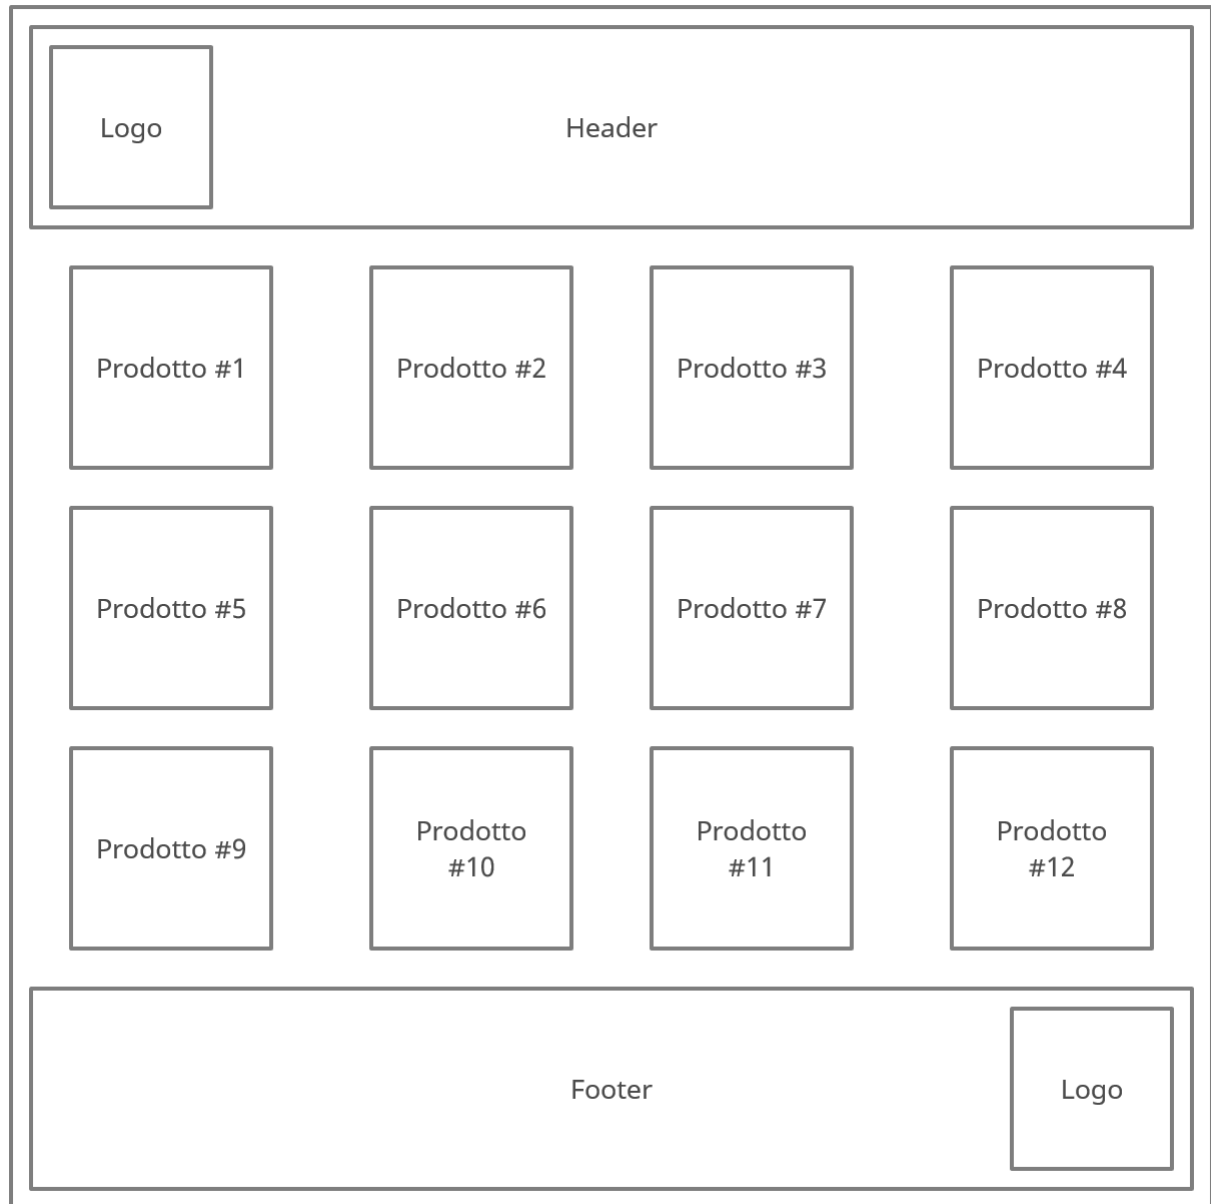 Logo
Header
Prodotto #1
Prodotto #2
Prodotto #3
Prodotto #4
Prodotto #5
Prodotto #6
Prodotto #7
Prodotto #8
Prodotto #9
Prodotto
#10
Prodotto
#11
Prodotto
#12
Footer
Logo